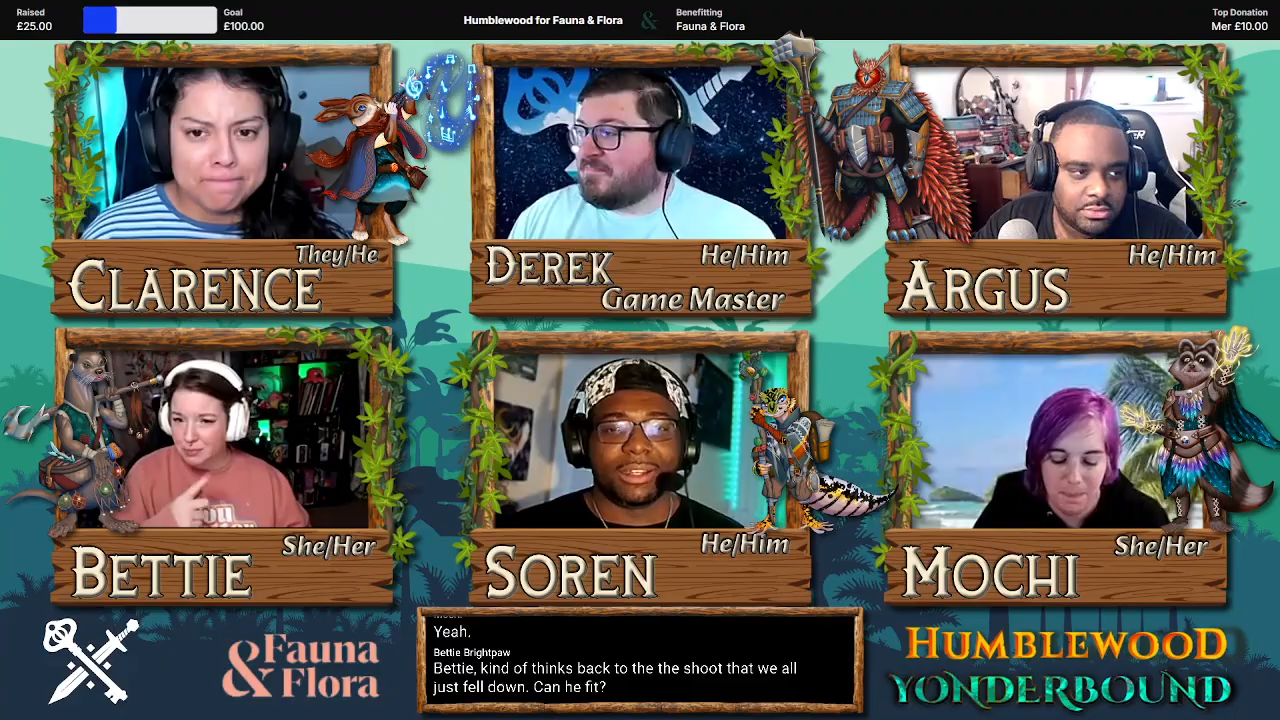 Raised
£25.00
Goal
£100.00
Humblewood for Fauna & Flora
&
Benefitting
Fauna & Flora
Top Donation
Mer £10.00
They/He
CLARENCE
He/Him
DEREK
Game Master
He/Him
ARGUS
She/Her
BETTIE
He/Him
SOREN
She/Her
MOCHI
Fauna
& Flora
Yeah.
Bettie Brightpaw
Bettie, kind of thinks back to the the shoot that we all
just fell down. Can he fit?
HUMBLEWOOD
YONDERBOUND